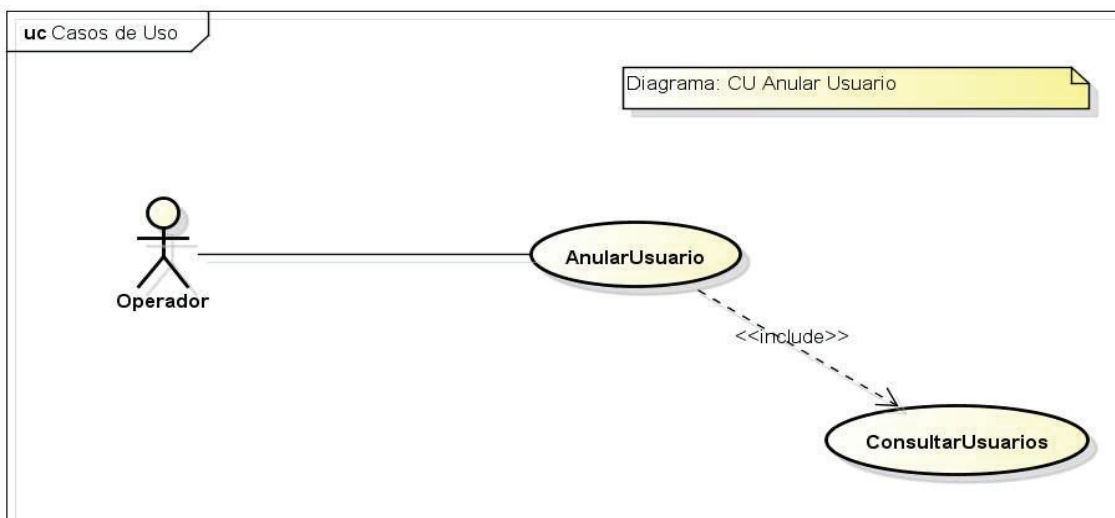 uc Casos de Uso
Diagrama: CU Anular Usuario
AnularUsuario
Operador
<<include>>
ConsultarUsuarios